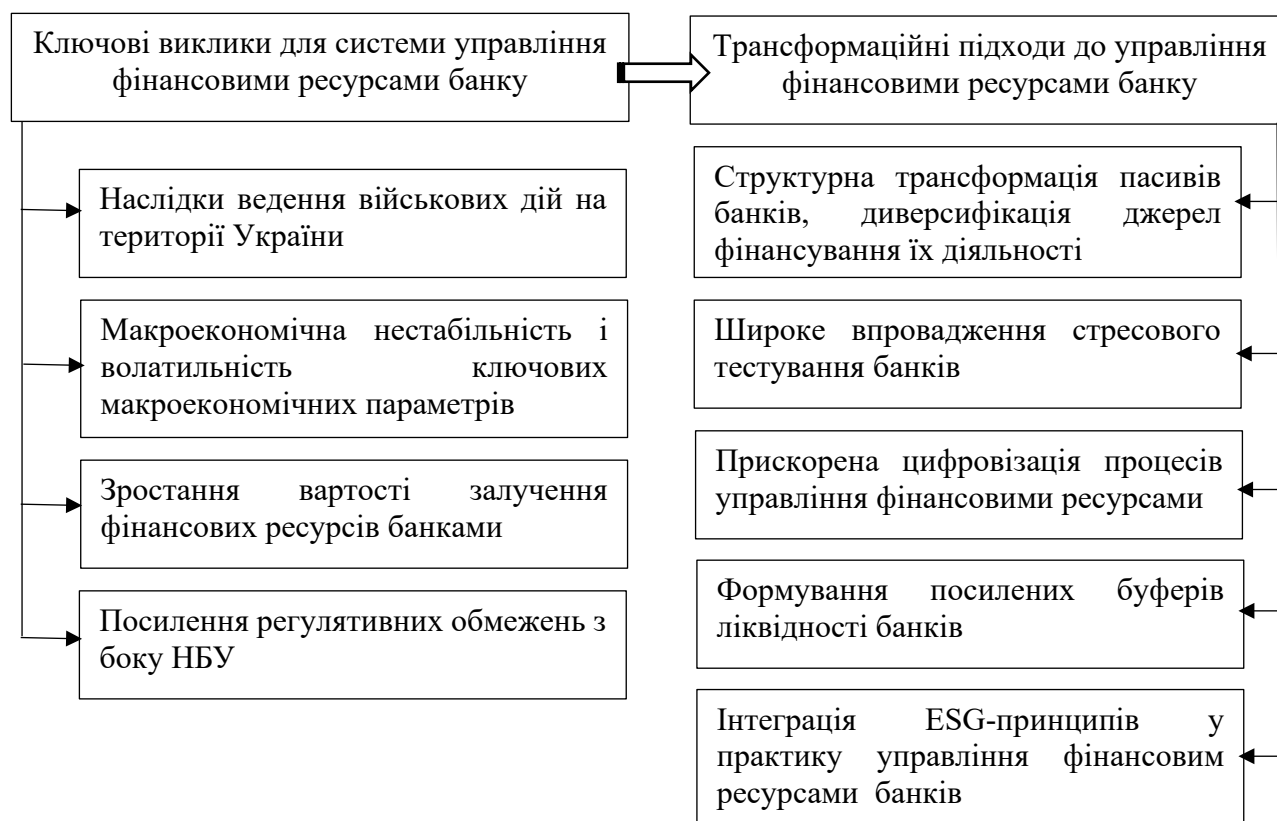 Ключові виклики для системи управління
фінансовими ресурсами банку
Наслідки ведення військових дій на
території України
Макроекономічна нестабільність і
волатильність ключових
макроекономічних параметрів
Зростання вартості залучення
фінансових ресурсів банками
Посилення регулятивних обмежень з
боку НБУ
Трансформаційні підходи до управління
фінансовими ресурсами банку
Структурна трансформація пасивів
банків, диверсифікація джерел
фінансування їх діяльності
Широке впровадження стресового
тестування банків
Прискорена цифровізація процесів
управління фінансовими ресурсами
Формування посилених буферів
ліквідності банків
Інтеграція ESG-принципів у
практику управління фінансовим
ресурсами банків